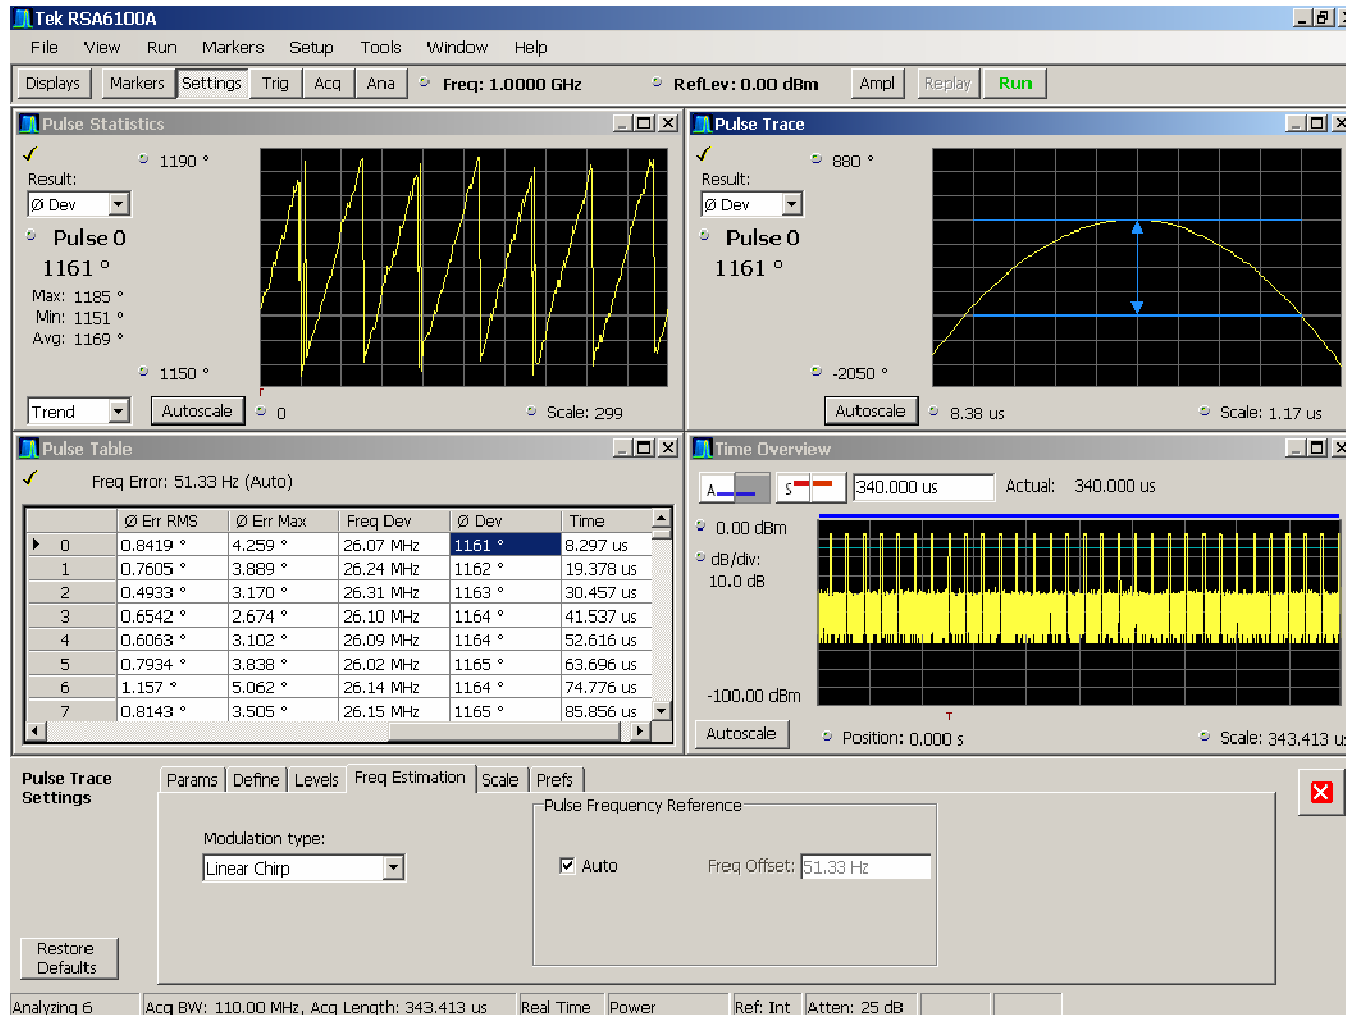 Tek RSA6100A
File View Run Markers Setup Tools Window Help
Displays Markers Settings Trig Acq Ana Freq: 1.0000 GHz RefLev: 0.00 dBm Ampl Replay Run
Pulse Statistics
Result:
Ø Dev
Pulse 0
1161 °
Max: 1185 °
Min: 1151 °
Avg: 1169 °
1190 °
1150 °
Trend Autoscale 0 Scale: 299
Pulse Trace
Result:
Ø Dev
Pulse 0
1161 °
880 °
-2050 °
Autoscale 8.38 us Scale: 1.17 us
Pulse Table
Freq Error: 51.33 Hz (Auto)
Ø Err RMS Ø Err Max Freq Dev Ø Dev Time
0 0.8419 ° 4.259 ° 26.07 MHz 1161 ° 8.297 us
1 0.7605 ° 3.889 ° 26.24 MHz 1162 ° 19.378 us
2 0.4933 ° 3.170 ° 26.31 MHz 1163 ° 30.457 us
3 0.6542 ° 2.674 ° 26.10 MHz 1164 ° 41.537 us
4 0.6063 ° 3.102 ° 26.09 MHz 1164 ° 52.616 us
5 0.7934 ° 3.838 ° 26.02 MHz 1165 ° 63.696 us
6 1.157 ° 5.062 ° 26.14 MHz 1164 ° 74.776 us
7 0.8143 ° 3.505 ° 26.15 MHz 1165 ° 85.856 us
Time Overview
A S 340.000 us Actual: 340.000 us
0.00 dBm
dB/div:
10.0 dB
-100.00 dBm
T
Autoscale Position: 0.000 s Scale: 343.413 u
Pulse Trace
Settings
Params Define Levels Freq Estimation Scale Prefs
Modulation type:
Linear Chirp
Pulse Frequency Reference
Auto Freq Offset: 51.33 Hz
Restore
Defaults
Analyzing 6 Acq BW: 110.00 MHz, Acq Length: 343.413 us Real Time Power Ref: Int Atten: 25 dB